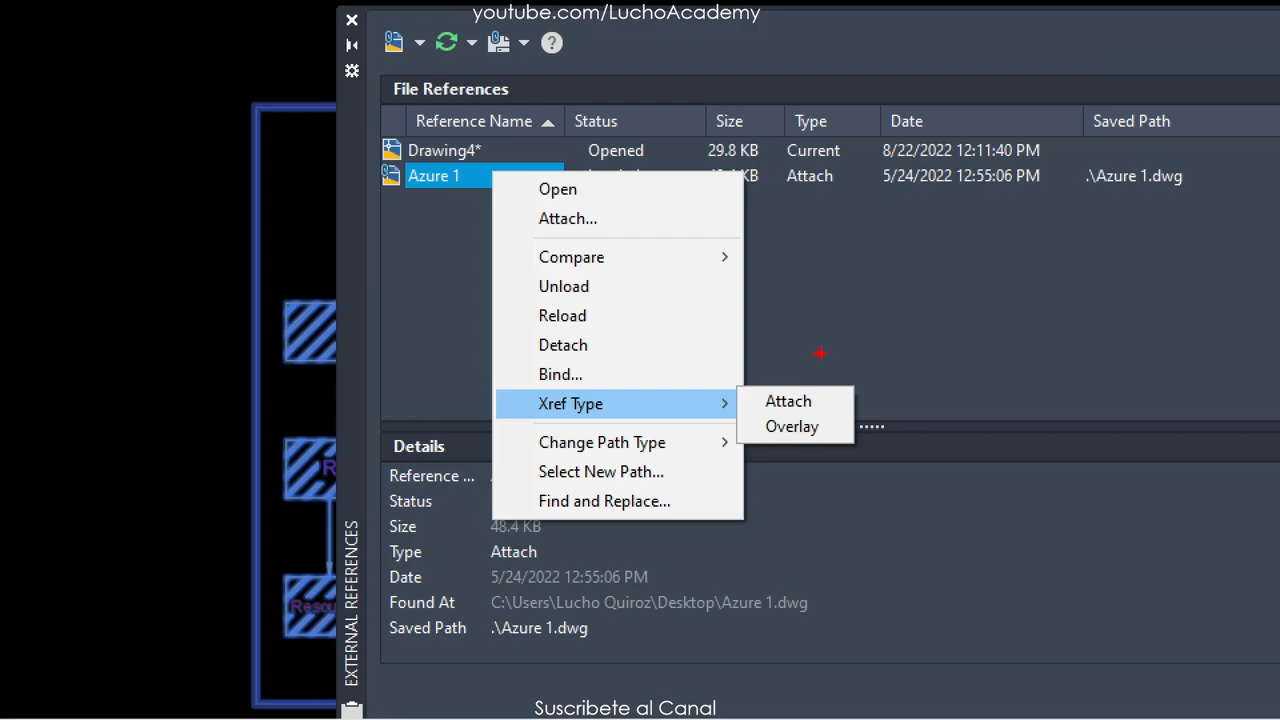 youtube.com/LuchoAcademy
File References
Reference Name Status Size Type Date Saved Path
Drawing4* Opened 29.8 KB Current 8/22/2022 12:11:40 PM
Azure 1 KB Attach 5/24/2022 12:55:06 PM .\Azure 1.dwg
Open
Attach...
Compare
Unload
Reload
Detach
Bind...
Xref Type
Attach
Overlay
Change Path Type
Select New Path...
Find and Replace...
Details
Reference ...
Status
Size 48.4 KB
Type Attach
Date 5/24/2022 12:55:06 PM
Found At C:\Users\Lucho Quiroz\Desktop\Azure 1.dwg
Saved Path .\Azure 1.dwg
EXTERNAL REFERENCES
Suscribete al Canal